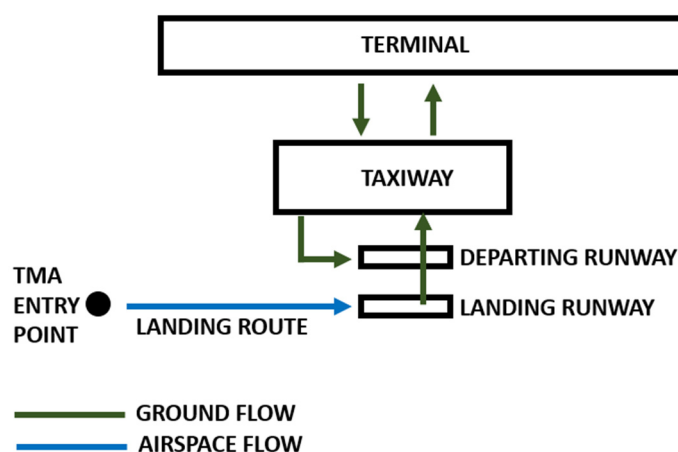 TERMINAL
TAXIWAY
DEPARTING RUNWAY
TMA
ENTRY
POINT
LANDING ROUTE
LANDING RUNWAY
GROUND FLOW
AIRSPACE FLOW